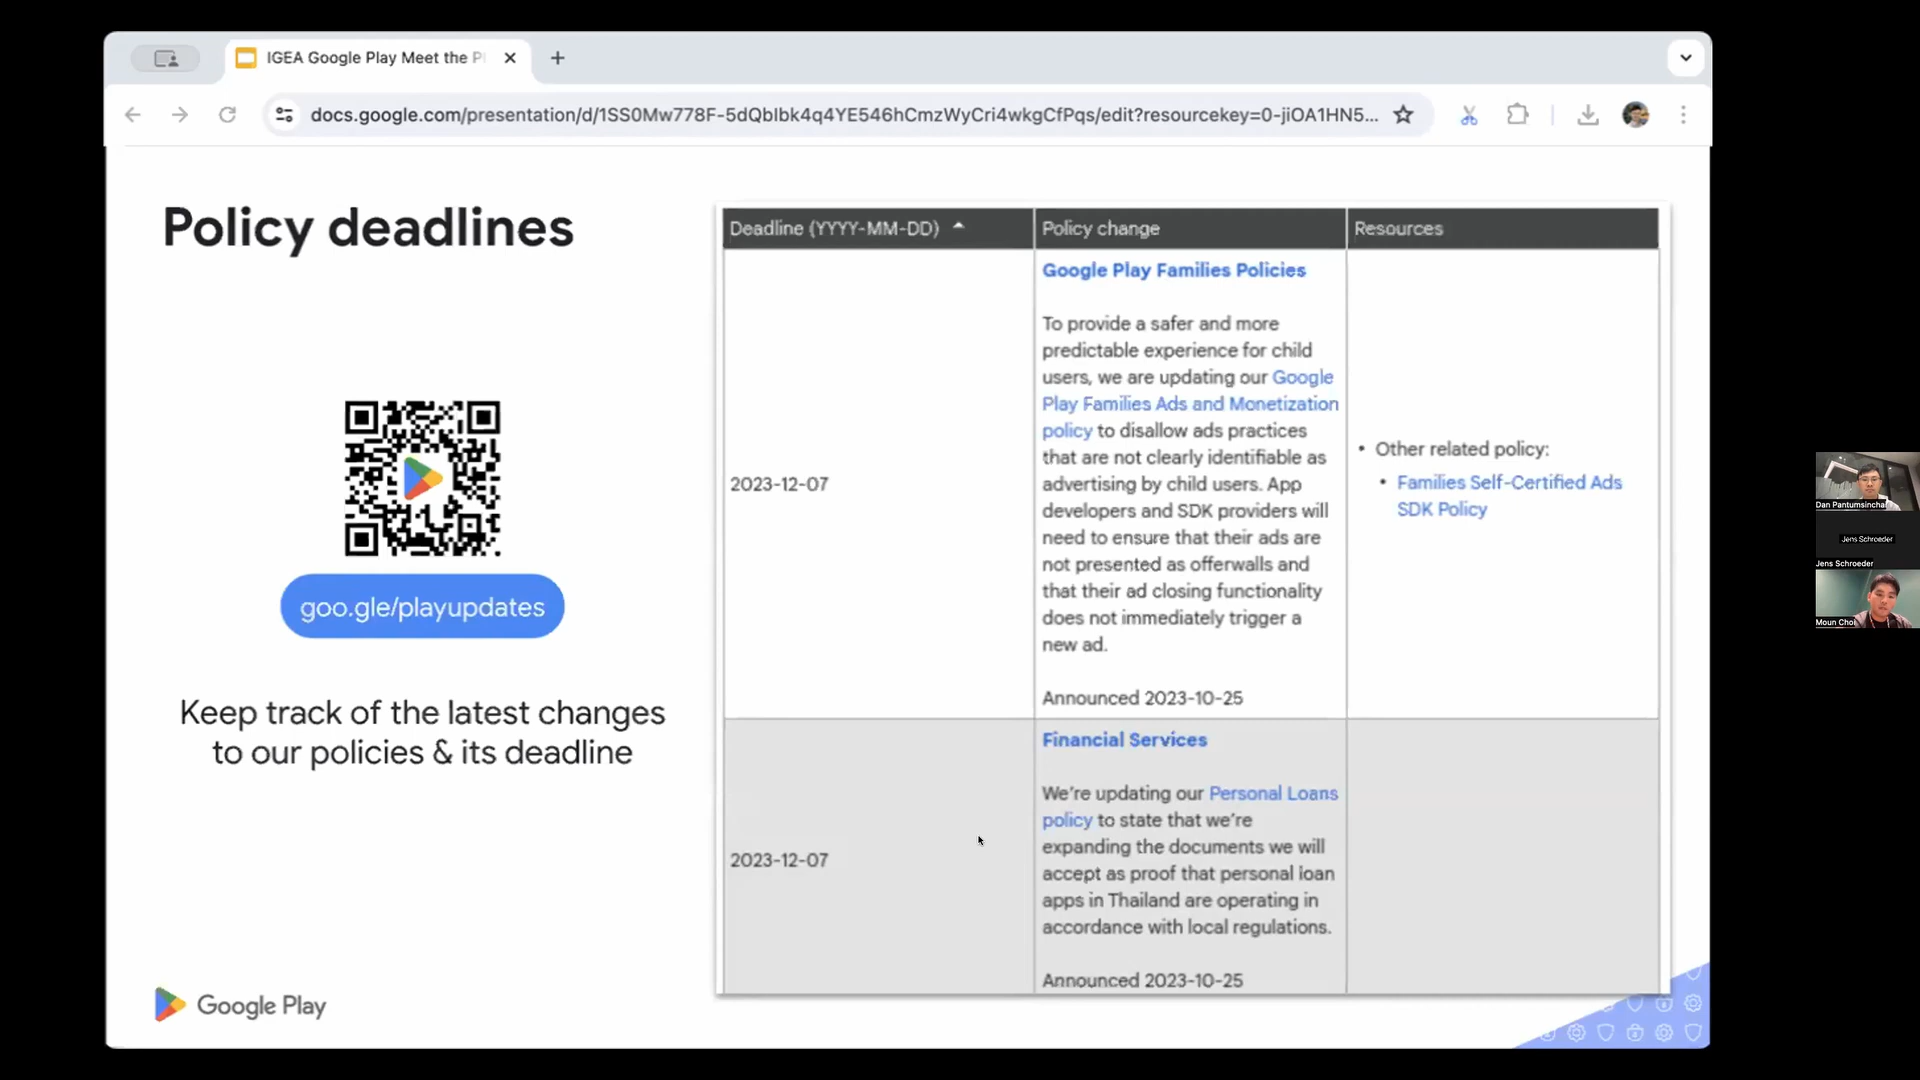 IGEA Google Play Meet the P
docs.google.com/presentation/d/1SS0Mw778F-5dQbIbk4q4YE546hCmzWyCri4wkgCfPqs/edit?resourcekey=0-jiOA1HN5...
Policy deadlines
goo.gle/playupdates
Keep track of the latest changes
to our policies & its deadline
Google Play
Deadline (YYYY-MM-DD)
Policy change
Resources
2023-12-07
Google Play Families Policies
To provide a safer and more
predictable experience for child
users, we are updating our Google
Play Families Ads and Monetization
policy to disallow ads practices
that are not clearly identifiable as
advertising by child users. App
developers and SDK providers will
need to ensure that their ads are
not presented as offerwalls and
that their ad closing functionality
does not immediately trigger a
new ad.
Announced 2023-10-25
• Other related policy:
• Families Self-Certified Ads
SDK Policy
2023-12-07
Financial Services
We're updating our Personal Loans
policy to state that we're
expanding the documents we will
accept as proof that personal loan
apps in Thailand are operating in
accordance with local regulations.
Announced 2023-10-25
Dan Pantumsinchai
Jens Schroeder
Jens Schroeder
Moun Choi